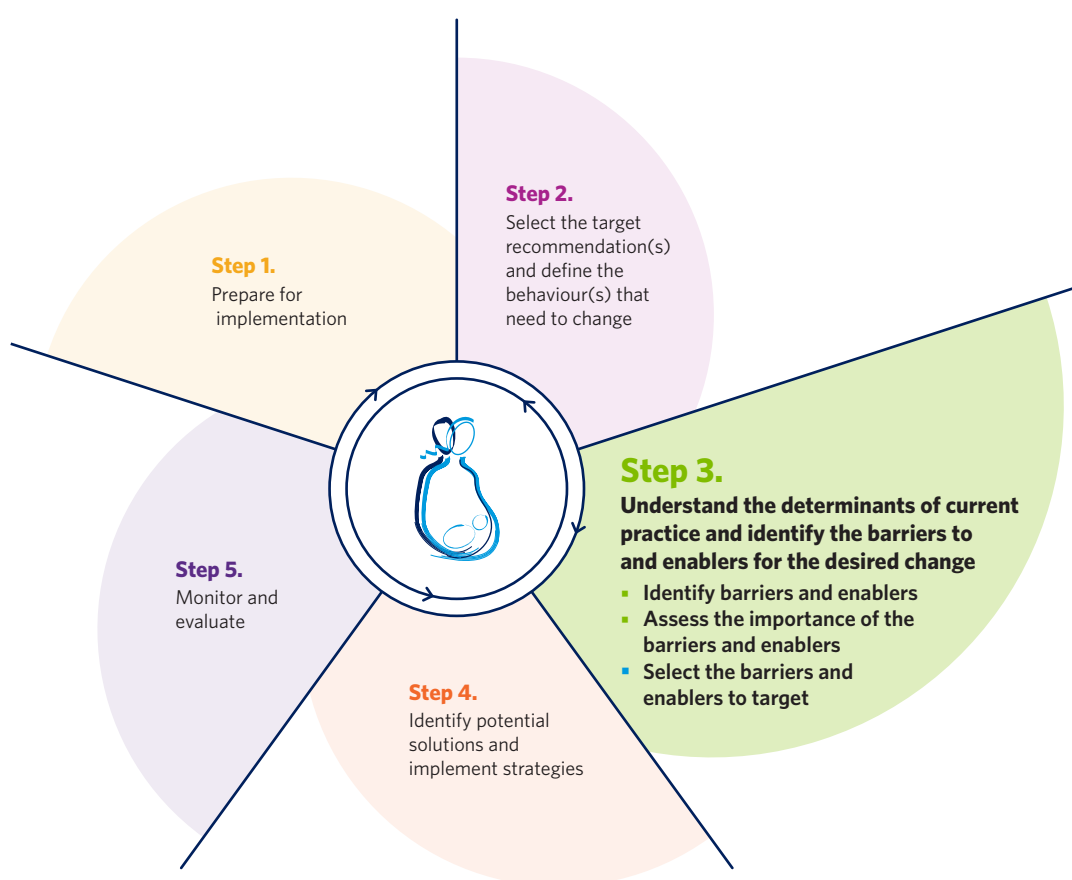 Step 1.
Prepare for
implementation
Step 2.
Select the target
recommendation(s)
and define the
behaviour(s) that
need to change
Step 3.
Understand the determinants of current
practice and identify the barriers to
and enablers for the desired change
▪ Identify barriers and enablers
▪ Assess the importance of the
barriers and enablers
▪ Select the barriers and
enablers to target
Step 4.
Identify potential
solutions and
implement strategies
Step 5.
Monitor and
evaluate